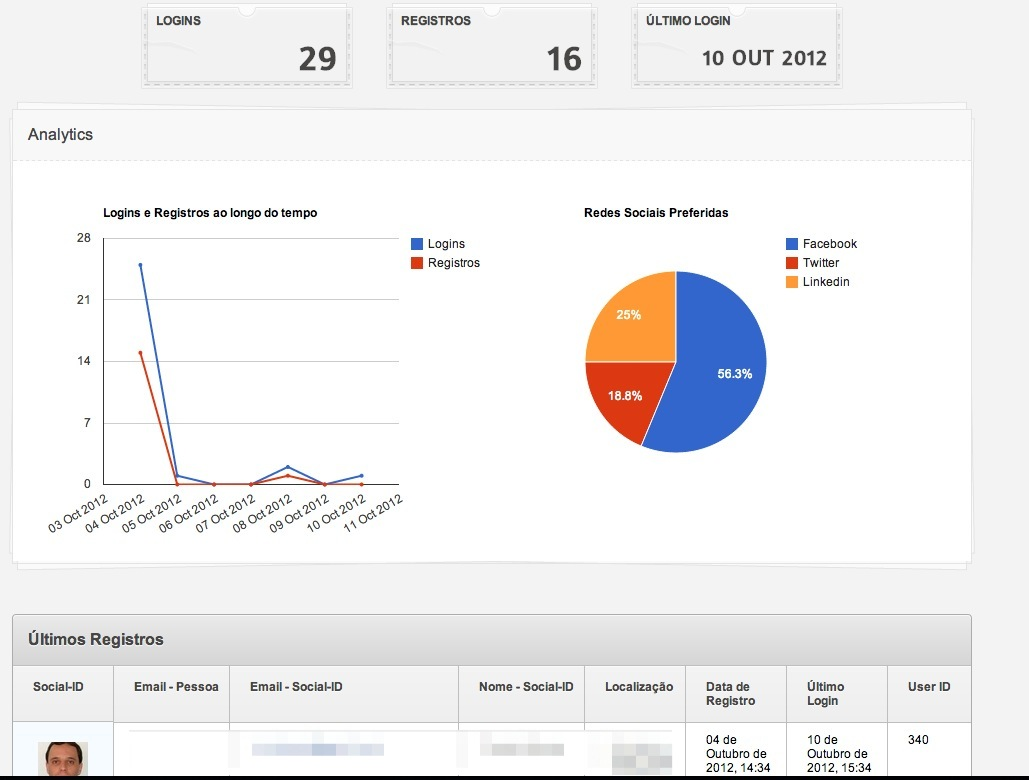 LOGINS
29
REGISTROS
16
ÚLTIMO LOGIN
10 OUT 2012
Analytics
Logins e Registros ao longo do tempo
28
21
14
7
0
03 Oct 2012
04 Oct 2012
05 Oct 2012
06 Oct 2012
07 Oct 2012
08 Oct 2012
09 Oct 2012
10 Oct 2012
11 Oct 2012
Logins
Registros
Redes Sociais Preferidas
Facebook
Twitter
Linkedin
25%
56.3%
18.8%
Últimos Registros
Social-ID
Email - Pessoa
Email - Social-ID
Nome - Social-ID
Localização
Data de
Registro
Último
Login
User ID
04 de
Outubro de
2012, 14:34
10 de
Outubro de
2012, 15:34
340